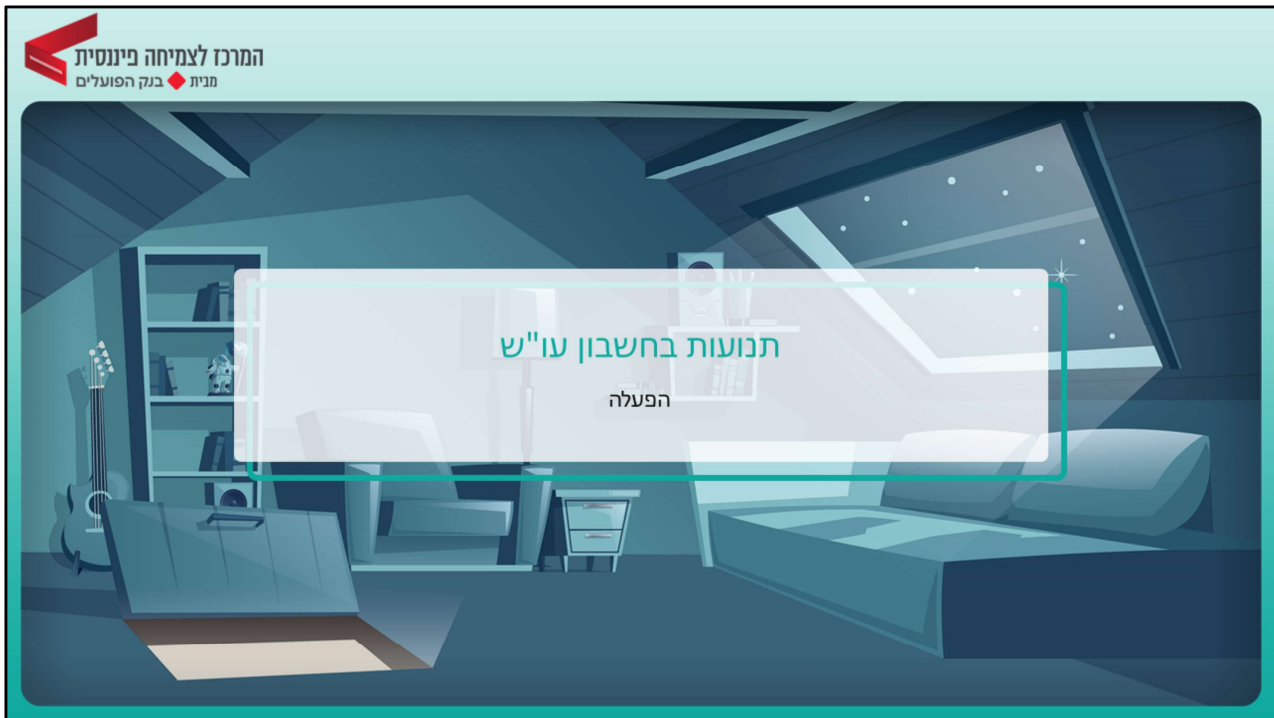 המרכז לצמיחה פיננסית
מבית בנק הפועלים
תנועות בחשבון עו"ש
הפעלה